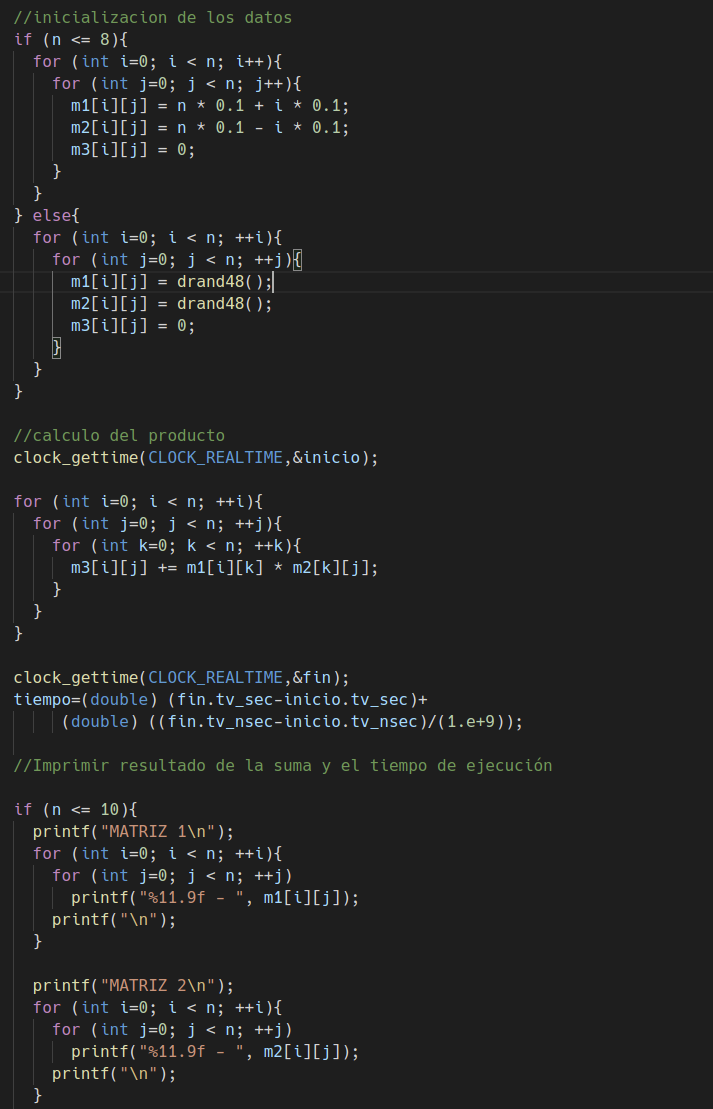 //inicializacion de los datos
if (n <= 8){
  for (int i=0; i < n; i++){
    for (int j=0; j < n; j++){
      m1[i][j] = n * 0.1 + i * 0.1;
      m2[i][j] = n * 0.1 - i * 0.1;
      m3[i][j] = 0;
    }
  }
} else{
  for (int i=0; i < n; ++i){
    for (int j=0; j < n; ++j){
      m1[i][j] = drand48();
      m2[i][j] = drand48();
      m3[i][j] = 0;
    }
  }
}

//calculo del producto
clock_gettime(CLOCK_REALTIME,&inicio);

for (int i=0; i < n; ++i){
  for (int j=0; j < n; ++j){
    for (int k=0; k < n; ++k){
      m3[i][j] += m1[i][k] * m2[k][j];
    }
  }
}

clock_gettime(CLOCK_REALTIME,&fin);
tiempo=(double) (fin.tv_sec-inicio.tv_sec)+
     (double) ((fin.tv_nsec-inicio.tv_nsec)/(1.e+9));

//Imprimir resultado de la suma y el tiempo de ejecución

if (n <= 10){
  printf("MATRIZ 1\n");
  for (int i=0; i < n; ++i){
    for (int j=0; j < n; ++j)
      printf("%11.9f - ", m1[i][j]);
    printf("\n");
  }

  printf("MATRIZ 2\n");
  for (int i=0; i < n; ++i){
    for (int j=0; j < n; ++j)
      printf("%11.9f - ", m2[i][j]);
    printf("\n");
  }